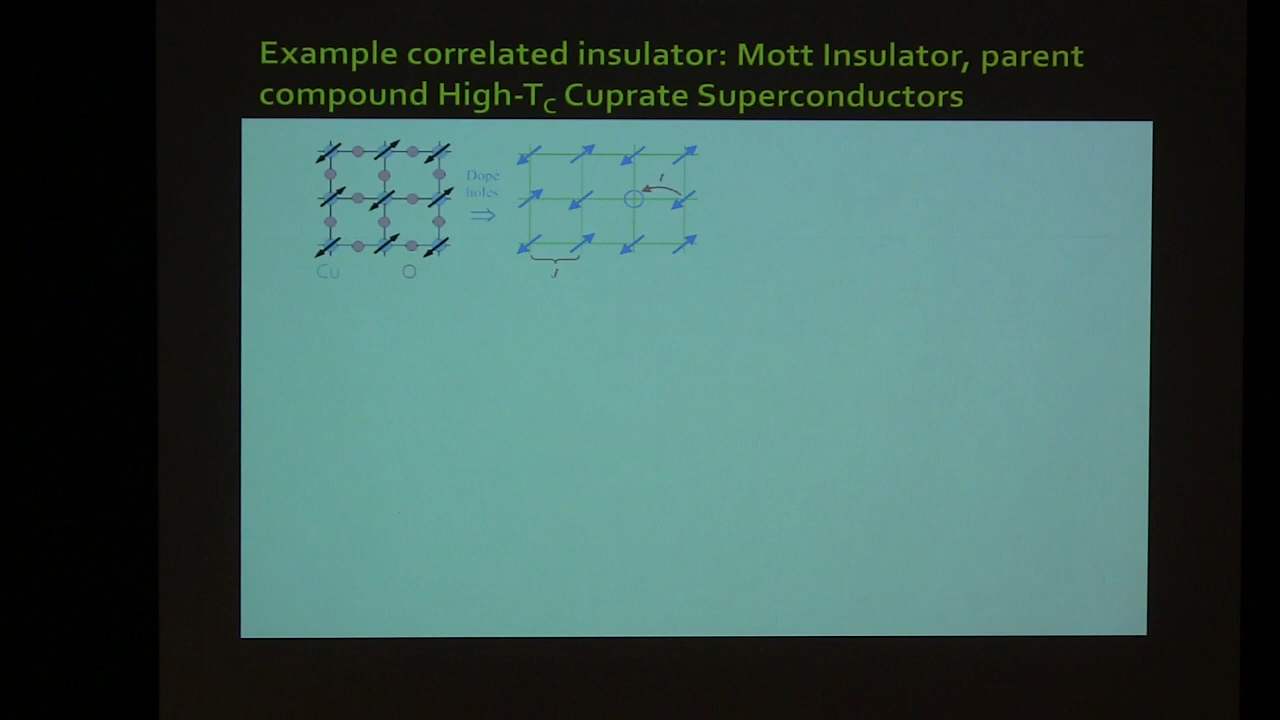 Example correlated insulator: Mott Insulator, parent
compound High-TC Cuprate Superconductors
Dope
holes
⇒
t
Cu
O
J